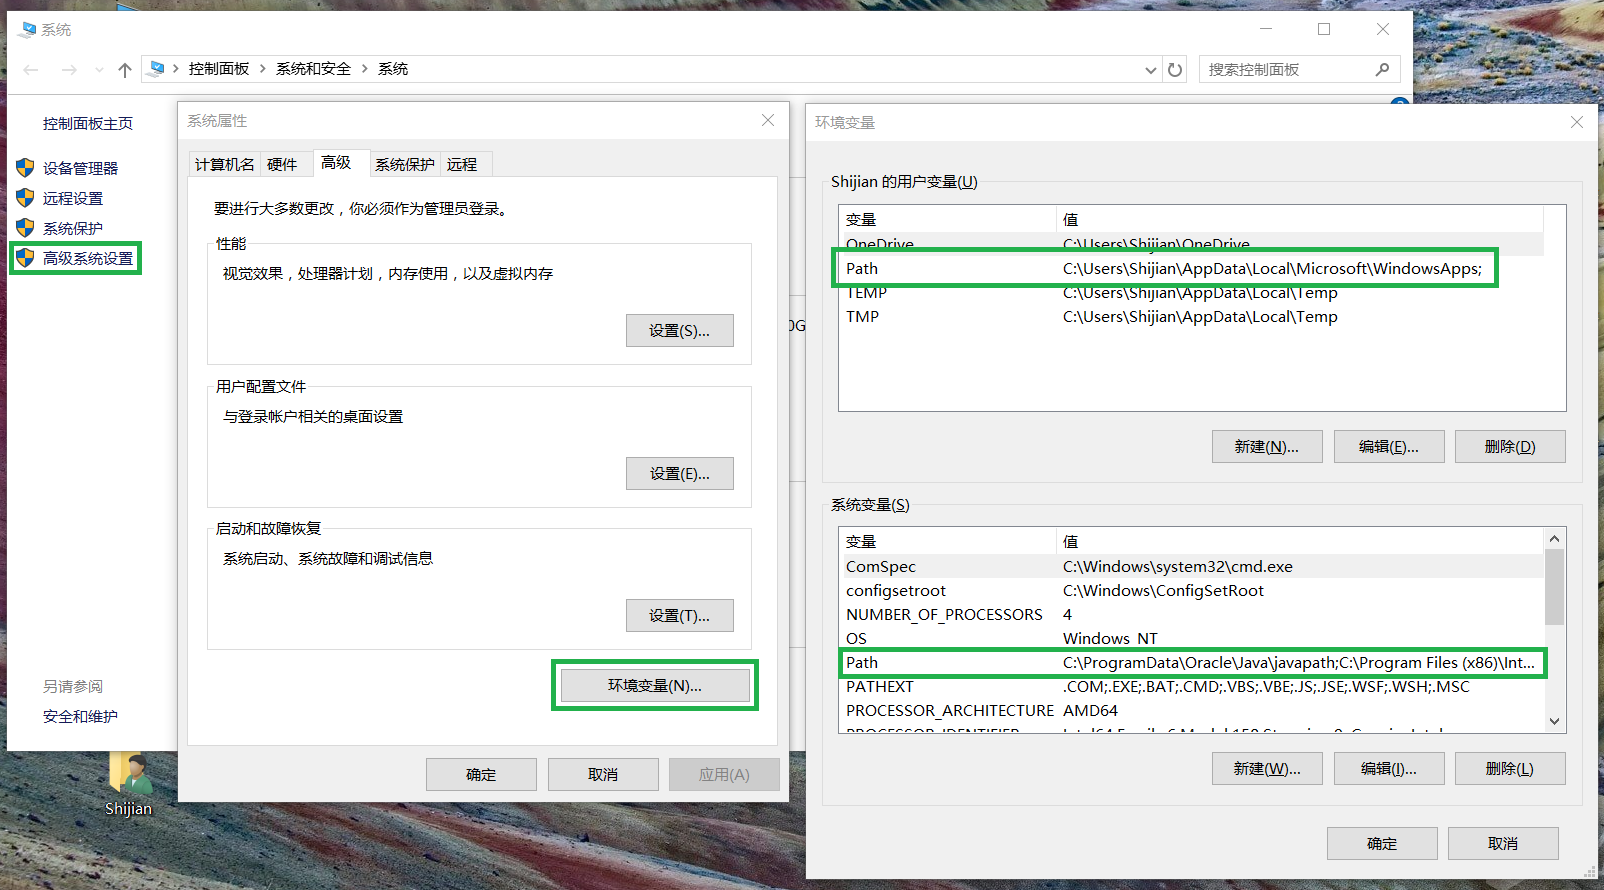 系统
控制面板 系统和安全 系统
搜索控制面板
控制面板主页
设备管理器
远程设置
系统保护
高级系统设置
另请参阅
安全和维护
系统属性
计算机名 硬件 高级 系统保护 远程
要进行大多数更改，你必须作为管理员登录。
性能
视觉效果，处理器计划，内存使用，以及虚拟内存
设置(S)...
用户配置文件
与登录帐户相关的桌面设置
设置(E)...
启动和故障恢复
系统启动、系统故障和调试信息
设置(T)...
环境变量(N)...
确定 取消 应用(A)
0G
环境变量
Shijian 的用户变量(U)
变量 值
OneDrive C:\Users\Shijian\OneDrive
Path C:\Users\Shijian\AppData\Local\Microsoft\WindowsApps;
TEMP C:\Users\Shijian\AppData\Local\Temp
TMP C:\Users\Shijian\AppData\Local\Temp
新建(N)... 编辑(E)... 删除(D)
系统变量(S)
变量 值
ComSpec C:\Windows\system32\cmd.exe
configsetroot C:\Windows\ConfigSetRoot
NUMBER_OF_PROCESSORS 4
OS Windows_NT
Path C:\ProgramData\Oracle\Java\javapath;C:\Program Files (x86)\Int...
PATHEXT .COM;.EXE;.BAT;.CMD;.VBS;.VBE;.JS;.JSE;.WSF;.WSH;.MSC
PROCESSOR_ARCHITECTURE AMD64
PROCESSOR_IDENTIFIER
新建(W)... 编辑(I)... 删除(L)
确定 取消
Shijian